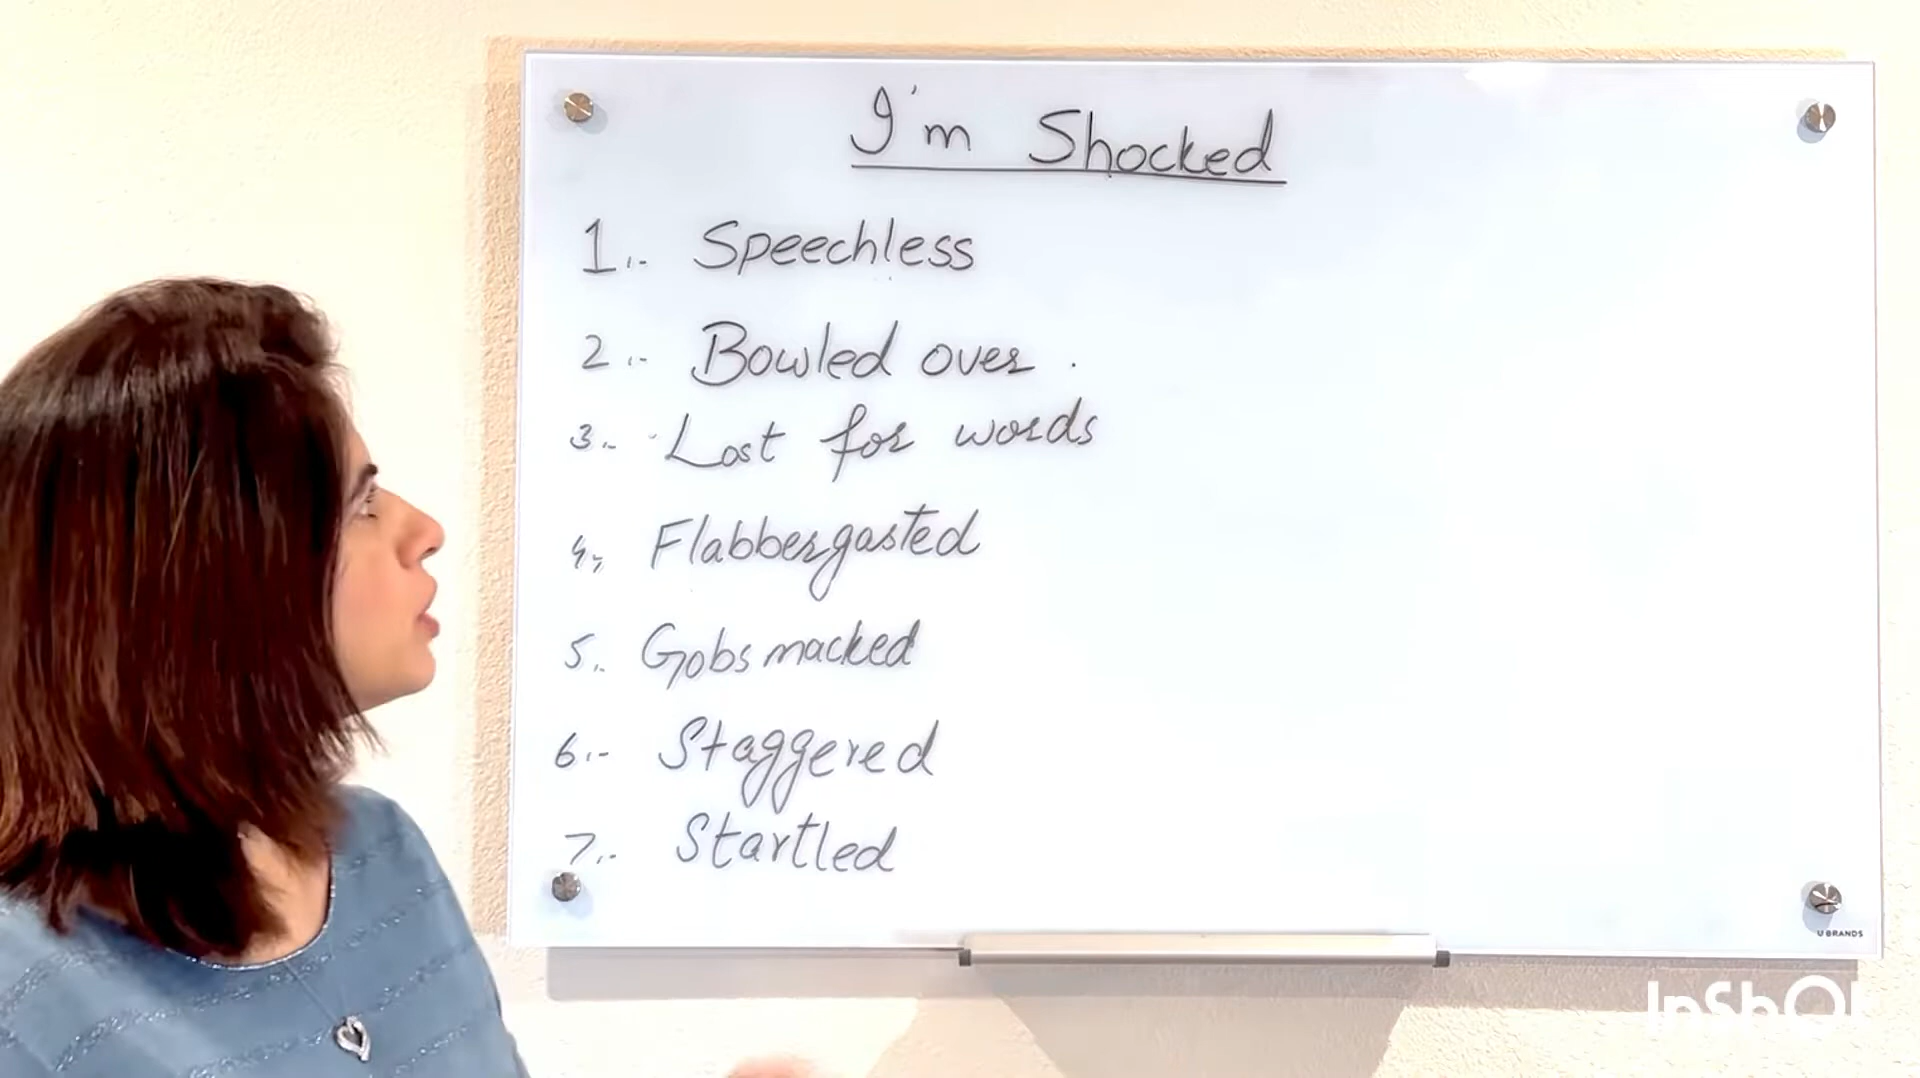 I'm Shocked
1.- Speechless
2.- Bowled over.
3.- Lost for words
4.- Flabbergasted
5.. Gobsmacked
6.- Staggered
7.- Startled
U BRANDS
InShOt